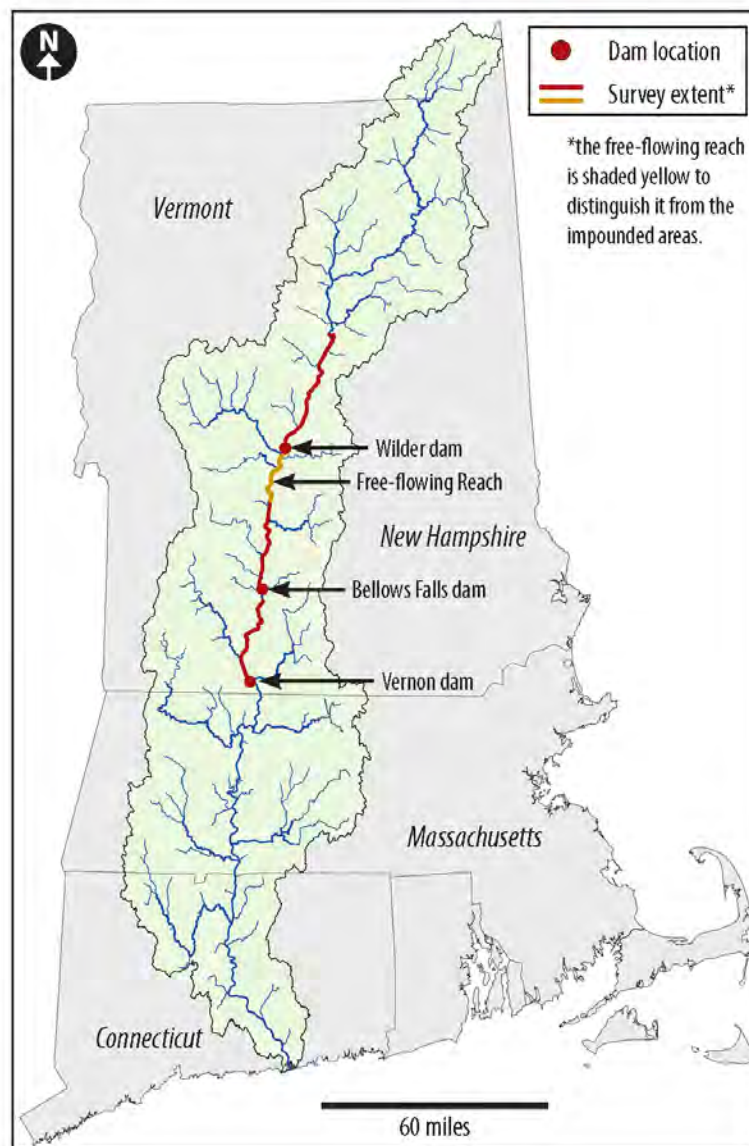 N
Dam location
Survey extent*
*the free-flowing reach
is shaded yellow to
distinguish it from the
impounded areas.
Vermont
Wilder dam
Free-flowing Reach
New Hampshire
Bellows Falls dam
Vernon dam
Massachusetts
Connecticut
60 miles